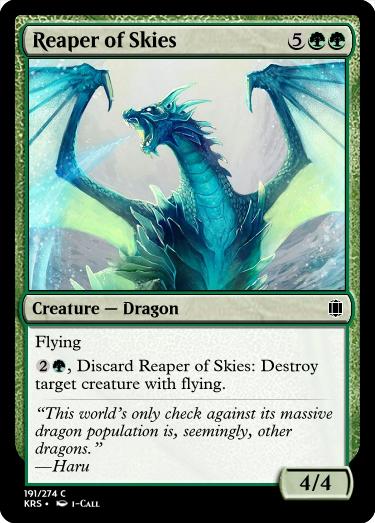 Reaper of Skies 5
Creature — Dragon
Flying
2, Discard Reaper of Skies: Destroy
target creature with flying.
“This world's only check against its massive
dragon population is, seemingly, other
dragons.”
—Haru
4/4
191/274 C
KRS • 1-CALL